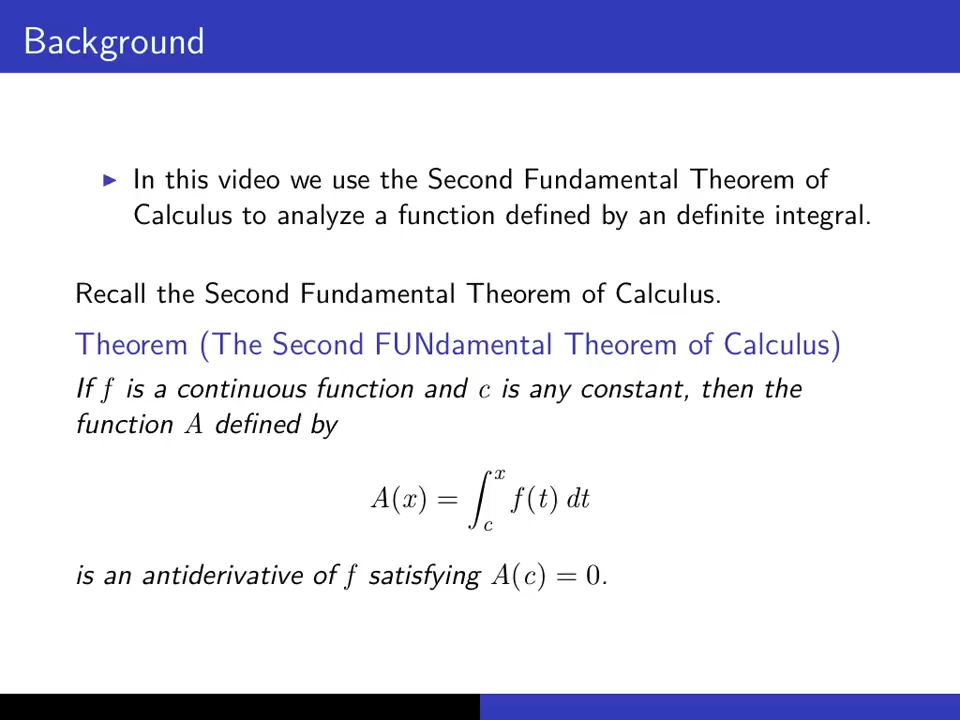 Background
▶ In this video we use the Second Fundamental Theorem of
Calculus to analyze a function defined by an definite integral.
Recall the Second Fundamental Theorem of Calculus.
Theorem (The Second FUNdamental Theorem of Calculus)
If f is a continuous function and c is any constant, then the
function A defined by
A(x) = ∫_c^x f(t) dt
is an antiderivative of f satisfying A(c) = 0.